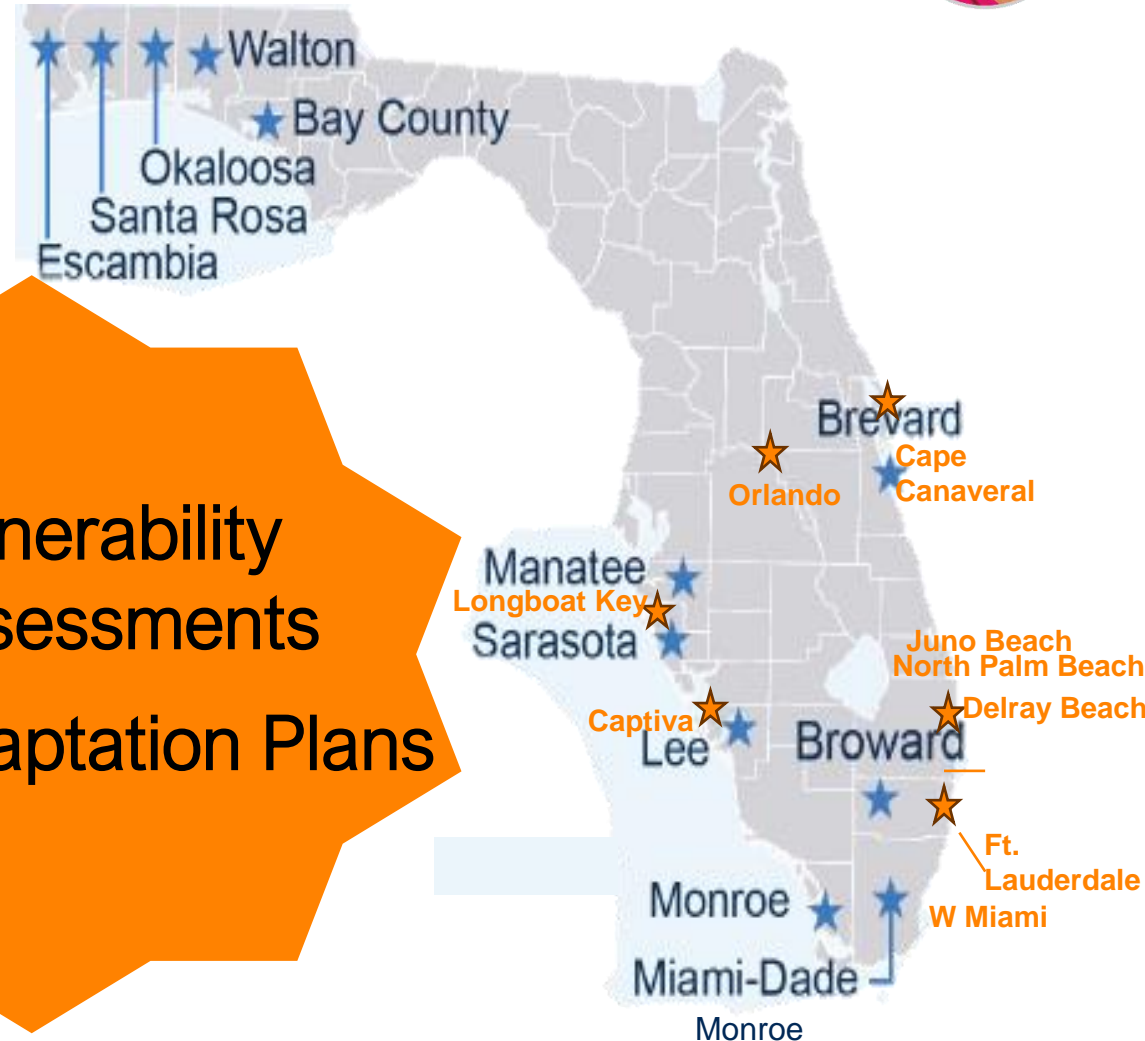 Walton
Bay County
Okaloosa
Santa Rosa
Escambia
Brevard
Cape
Canaveral
Orlando
nerability
sessments
aptation Plans
Manatee
Longboat Key
Sarasota
Captiva
Lee
Juno Beach
North Palm Beach
Delray Beach
Broward
Ft.
Lauderdale
W Miami
Monroe
Miami-Dade
Monroe